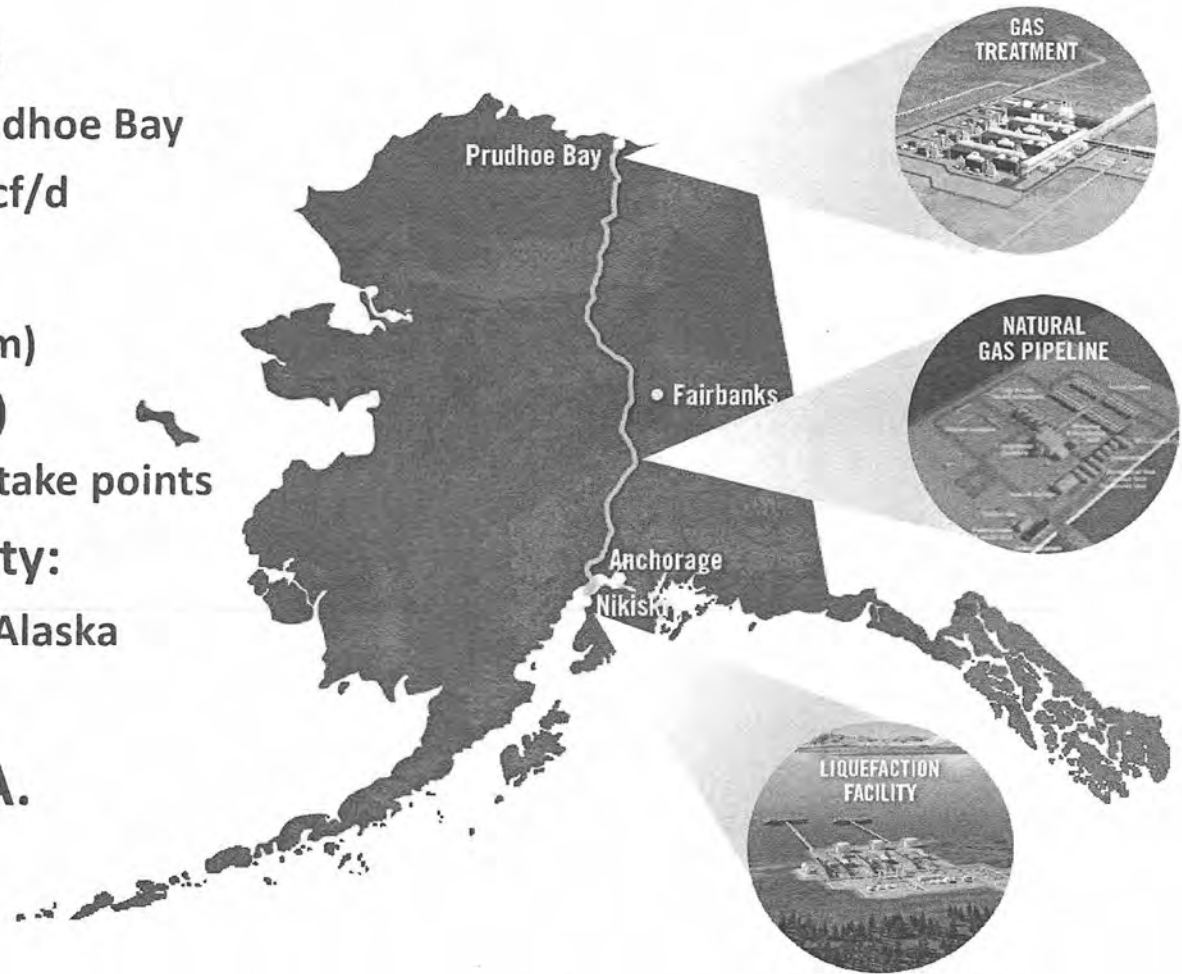 dhoe Bay
cf/d
m)
)
take points
ty:
Alaska
A.
GAS
TREATMENT
Prudhoe Bay
NATURAL
GAS PIPELINE
Fairbanks
Anchorage
Nikiski
LIQUEFACTION
FACILITY